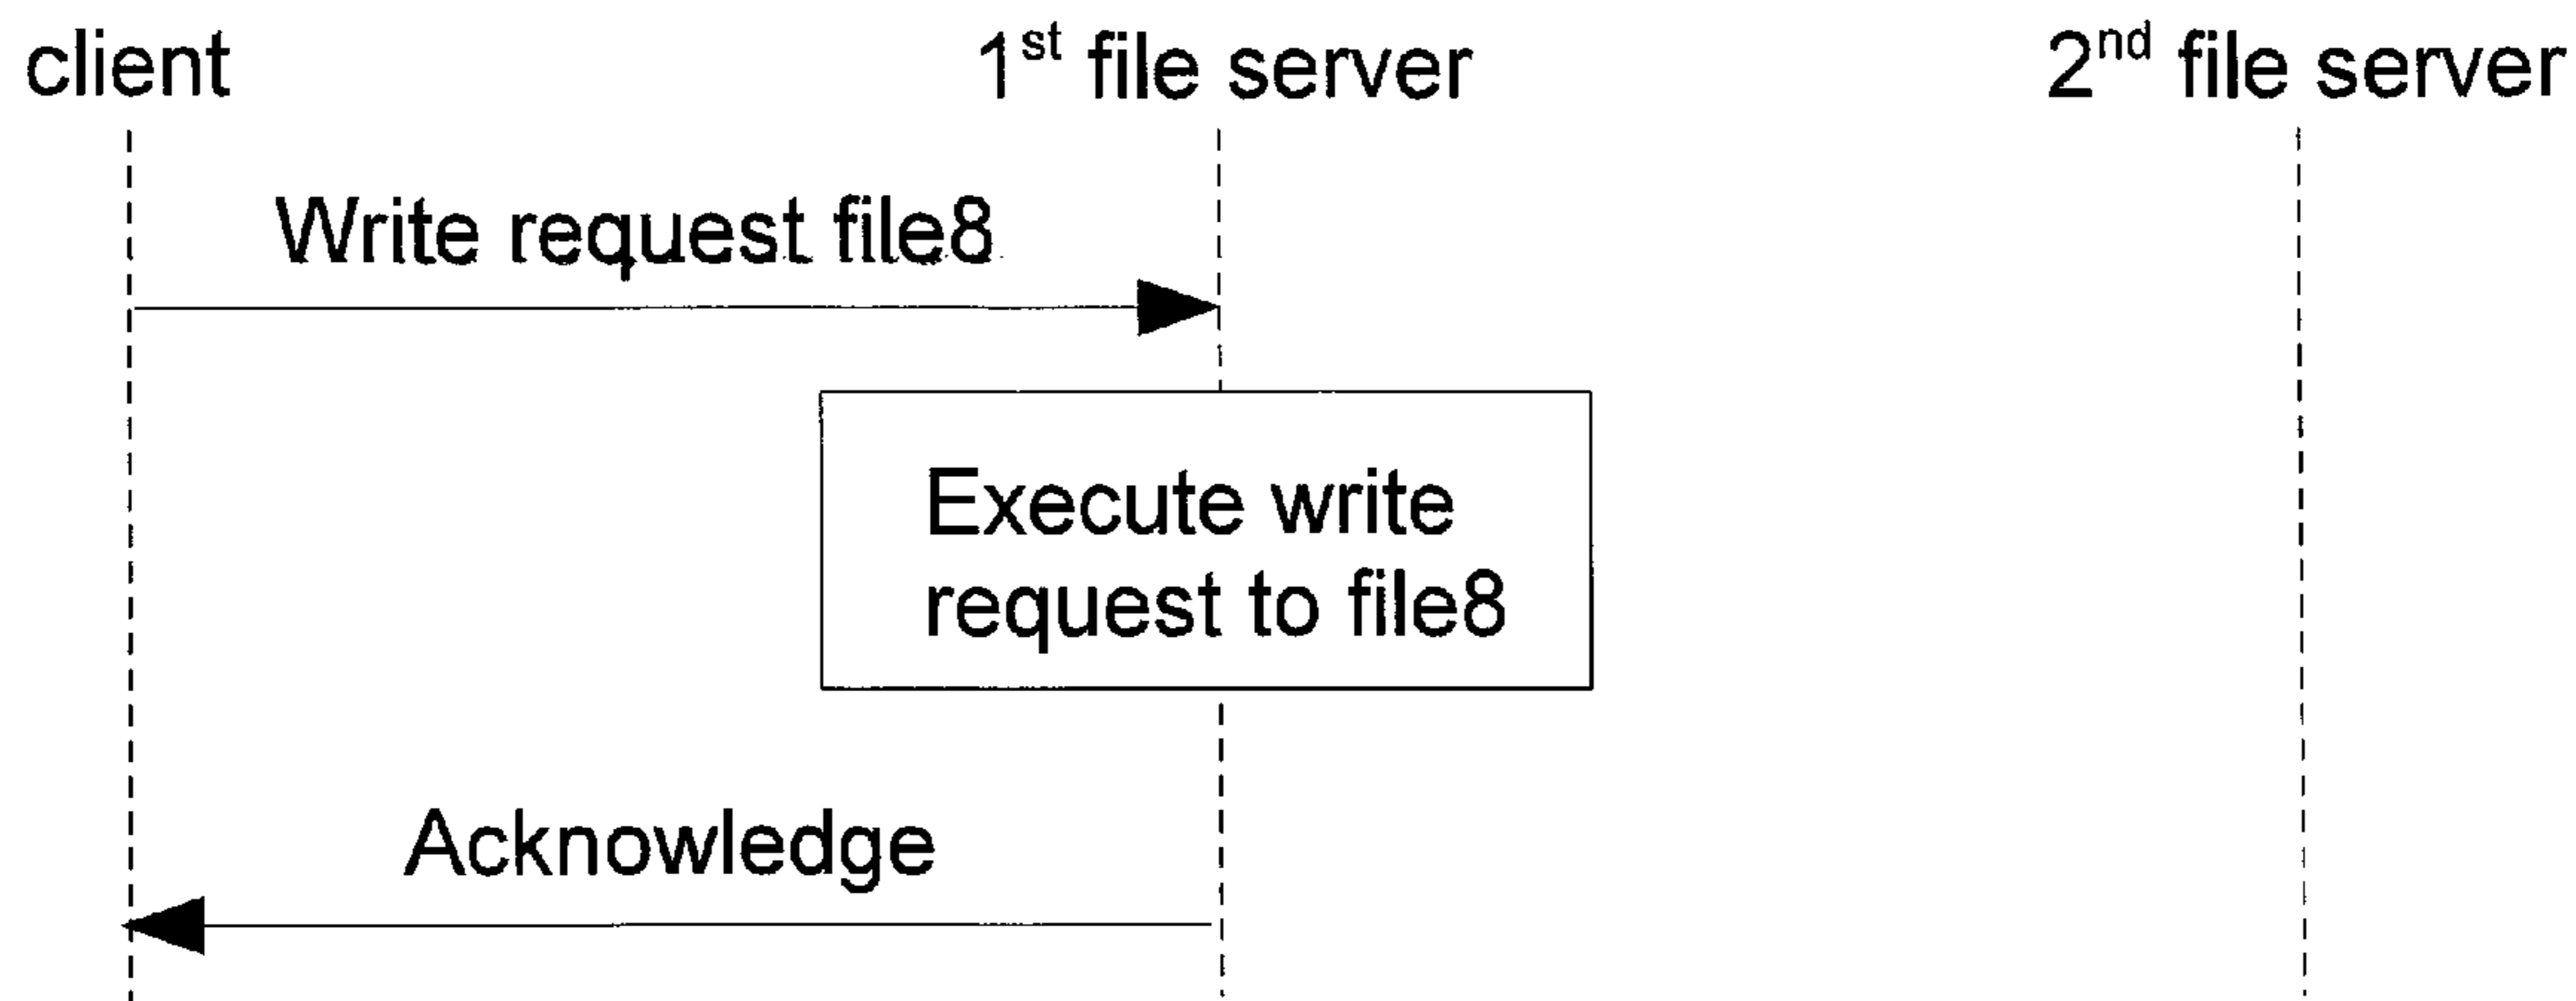 client 1st file server 2nd file server
Write request file8
Execute write
request to file8
Acknowledge